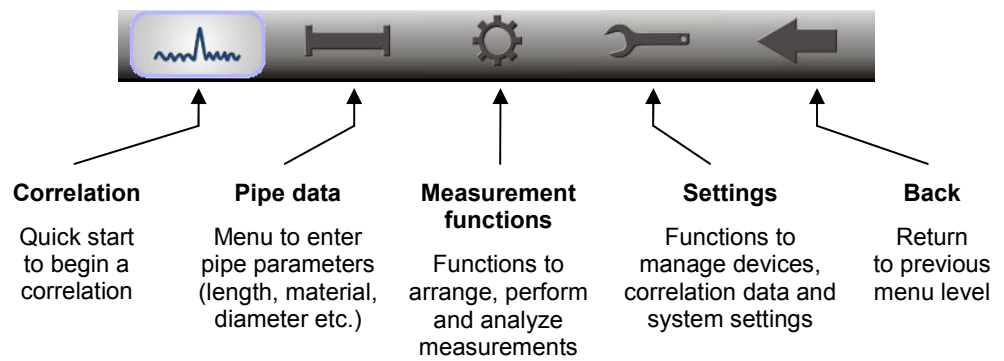 Correlation
Quick start
to begin a
correlation
Pipe data
Menu to enter
pipe parameters
(length, material,
diameter etc.)
Measurement
functions
Functions to
arrange, perform
and analyze
measurements
Settings
Functions to
manage devices,
correlation data and
system settings
Back
Return
to previous
menu level